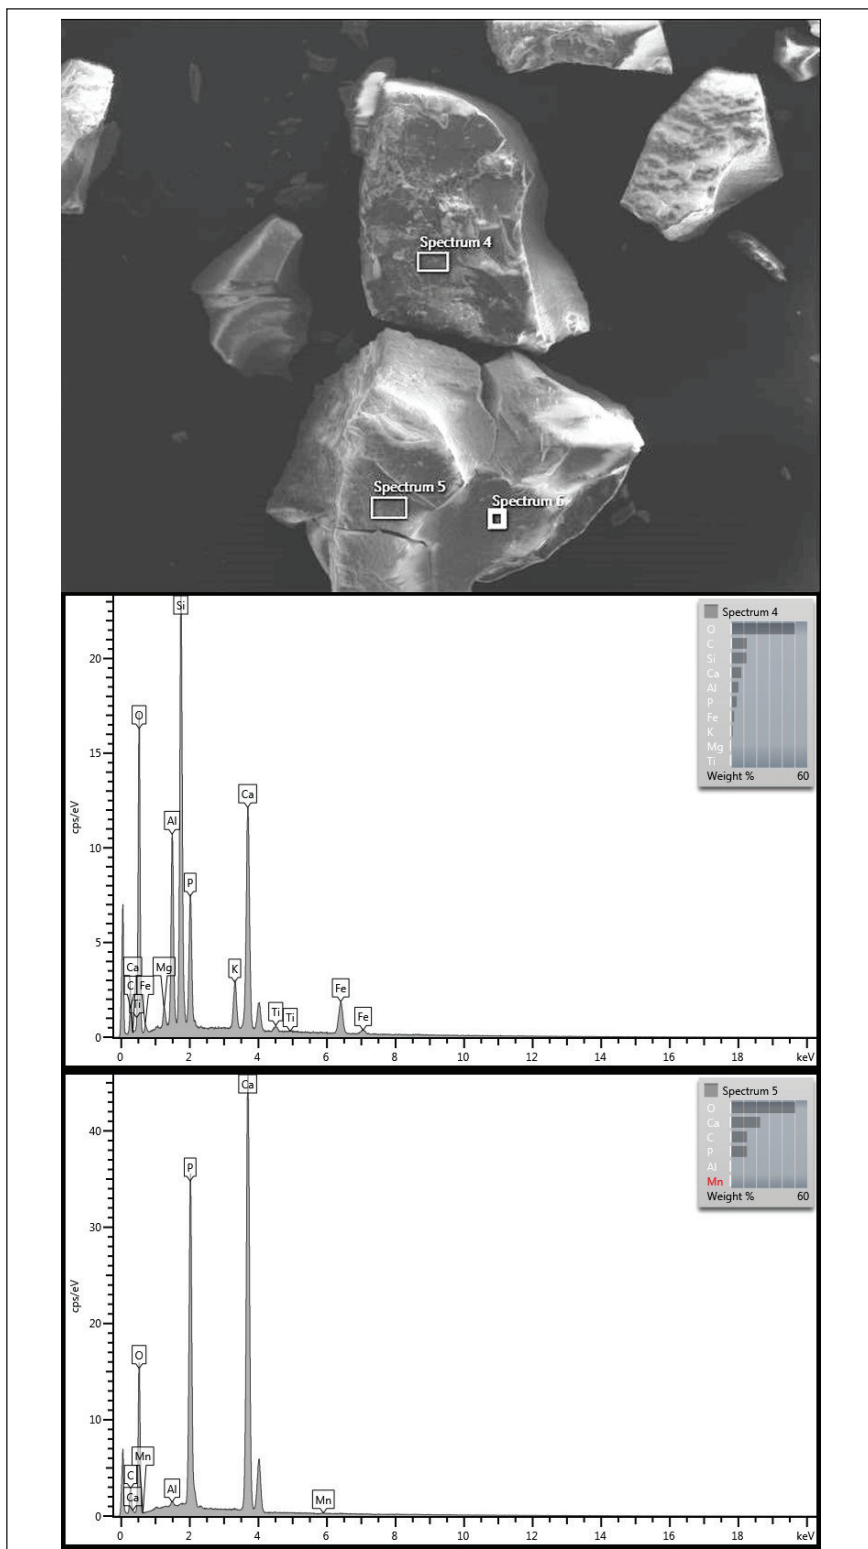 Spectrum 4
Spectrum 5
Spectrum 6
Si
20
15
10
5
0
cps/eV
O
Al
Ca
P
Ca
C
Ti
Fe
Mg
K
Ti
Ti
Fe
Fe
0 2 4 6 8 10 12 14 16 18 keV
Spectrum 4
O
C
Si
Ca
Al
P
Fe
K
Mg
Ti
Weight % 60
Ca
40
30
20
10
0
cps/eV
P
O
Mn
C
Ca
Al
Mn
0 2 4 6 8 10 12 14 16 18 keV
Spectrum 5
O
Ca
C
P
Al
Mn
Weight % 60